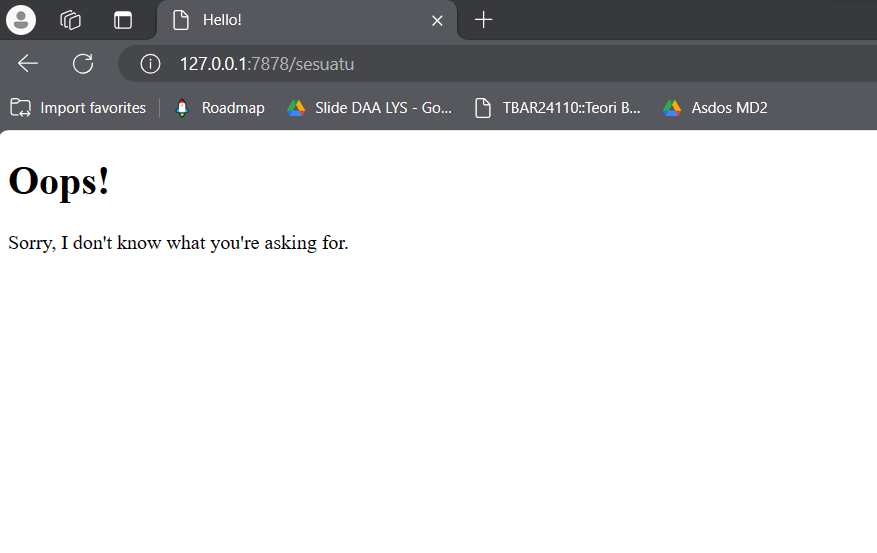 Hello!
127.0.0.1:7878/sesuatu
Import favorites Roadmap Slide DAA LYS - Go... TBAR24110::Teori B... Asdos MD2
Oops!
Sorry, I don't know what you're asking for.